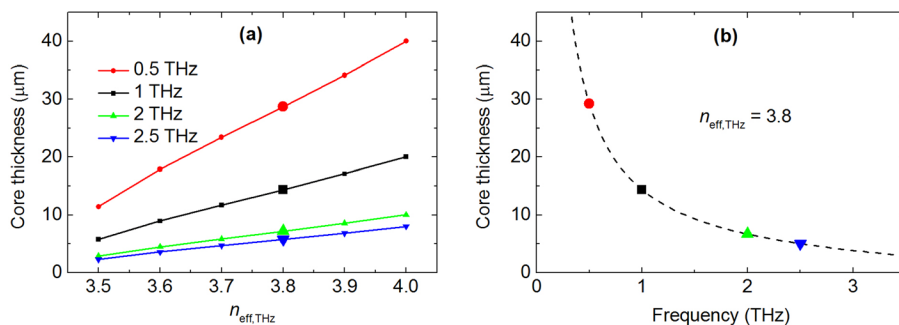 (a)
Core thickness (μm)
40
30
20
10
0
0.5 THz
1 THz
2 THz
2.5 THz
3.5 3.6 3.7 3.8 3.9 4.0
neff,THz
(b)
Core thickness (μm)
40
30
20
10
0
neff,THz = 3.8
0 1 2 3
Frequency (THz)